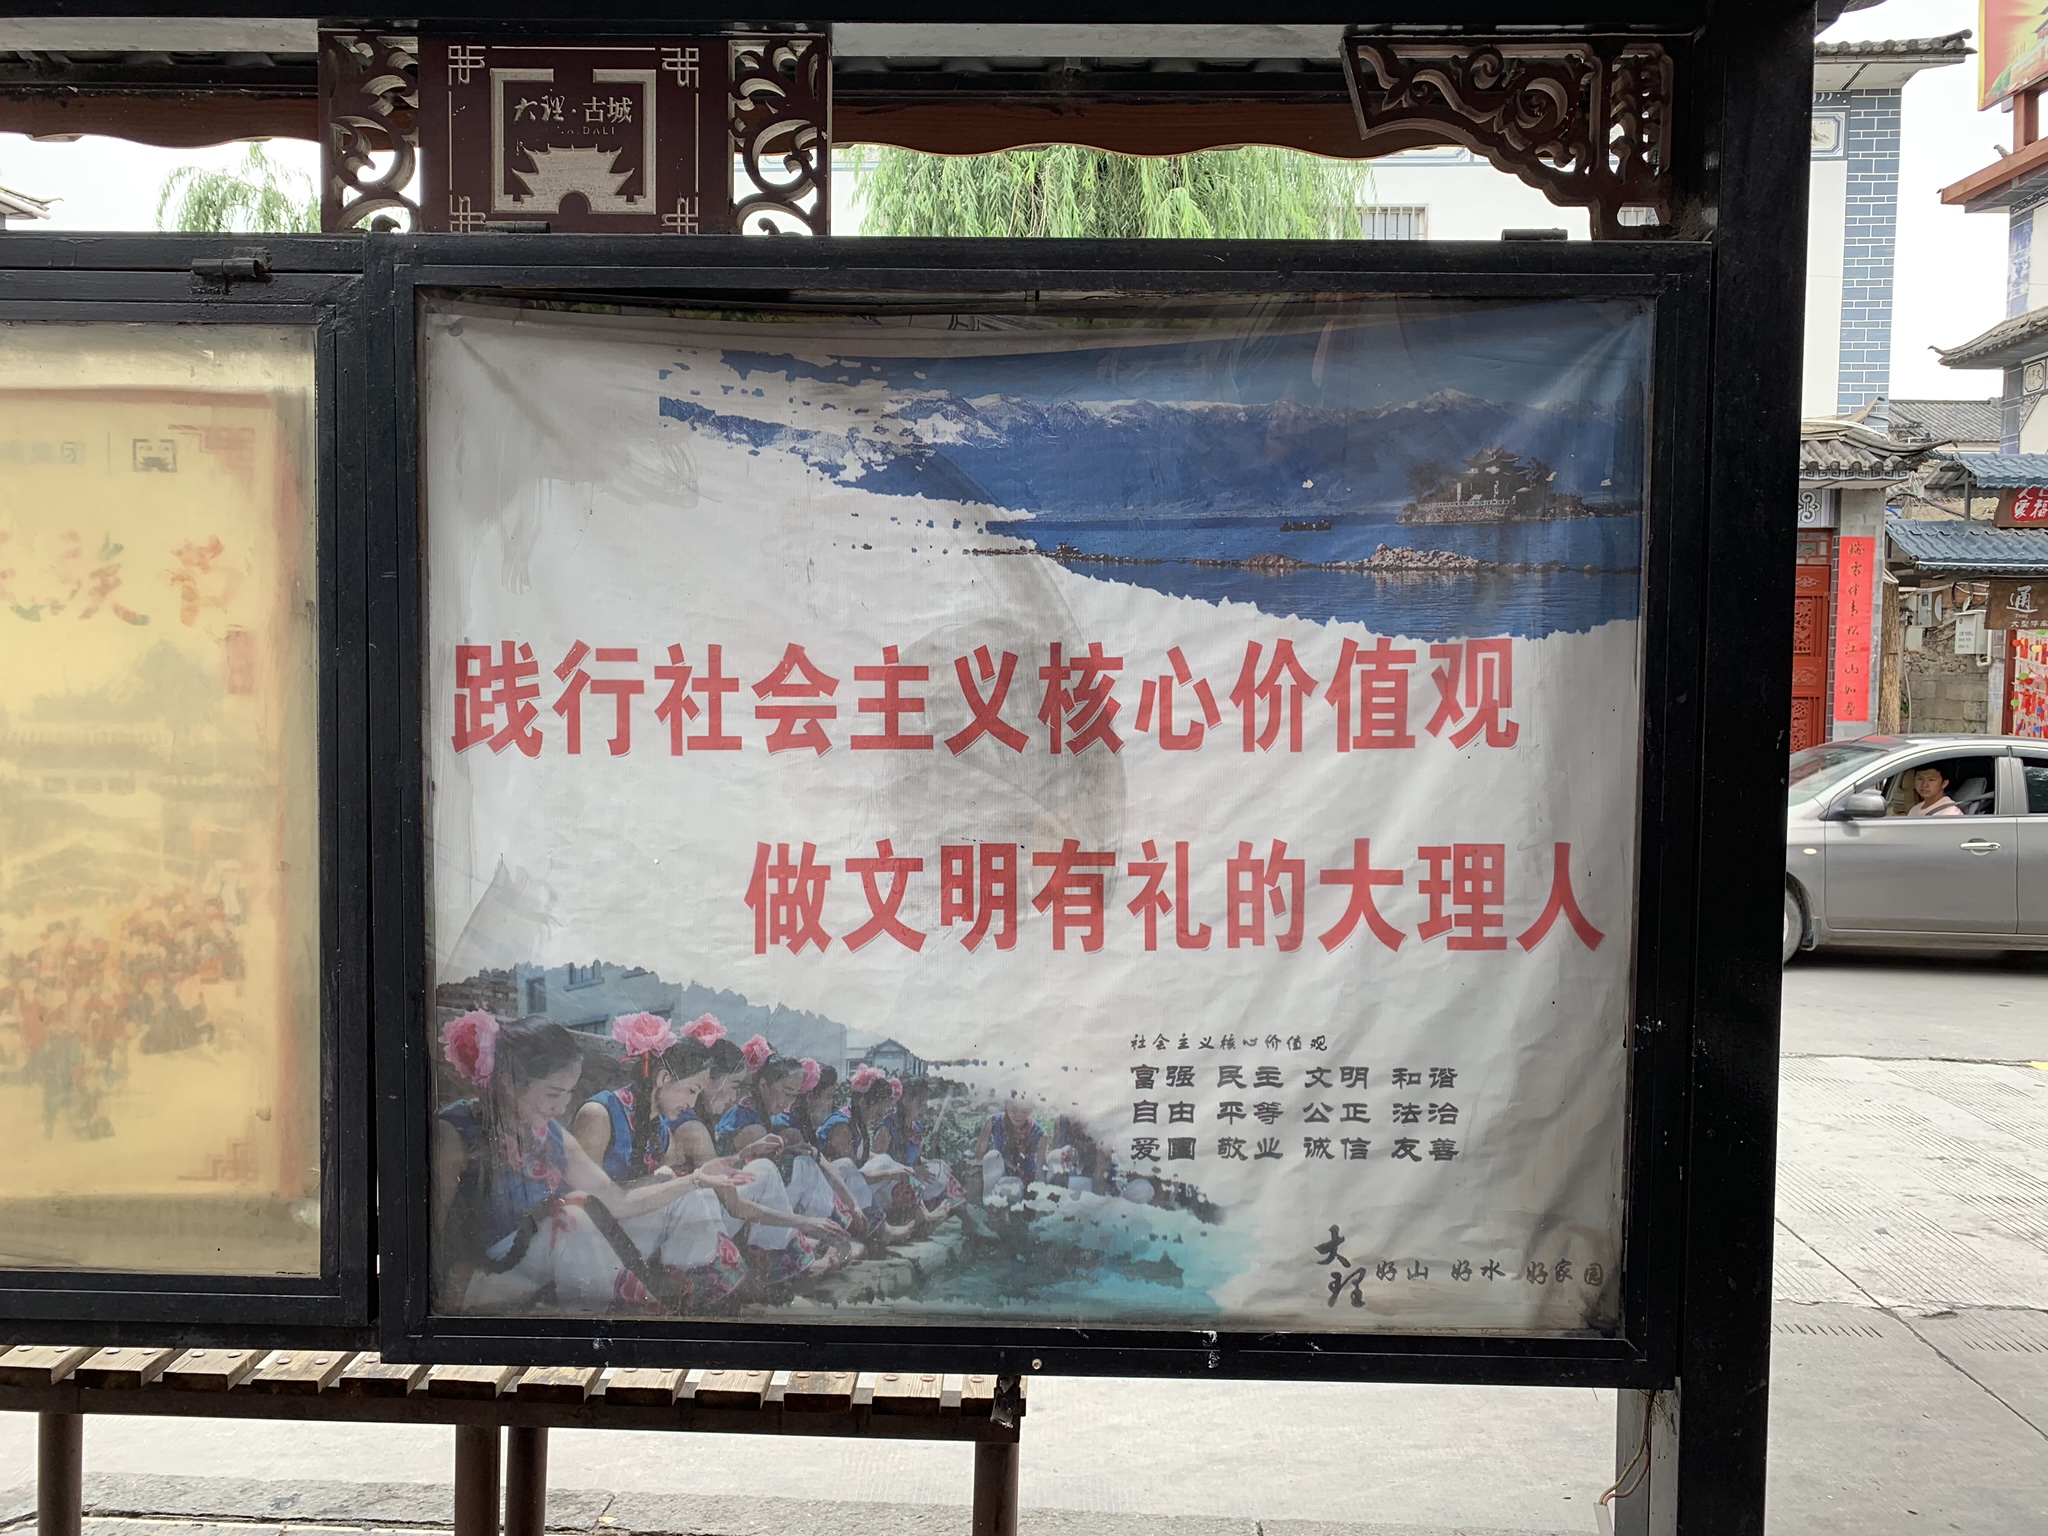 大理·古城
践行社会主义核心价值观
做文明有礼的大理人
社会主义核心价值观
富强 民主 文明 和谐
自由 平等 公正 法治
爱国 敬业 诚信 友善
大理 好山 好水 好家园
族节
通